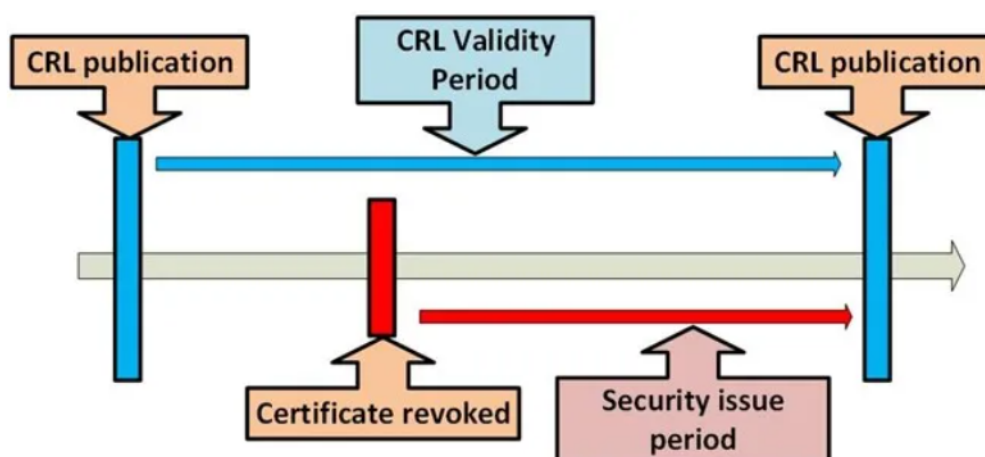 CRL publication
CRL Validity
Period
CRL publication
Certificate revoked
Security issue
period